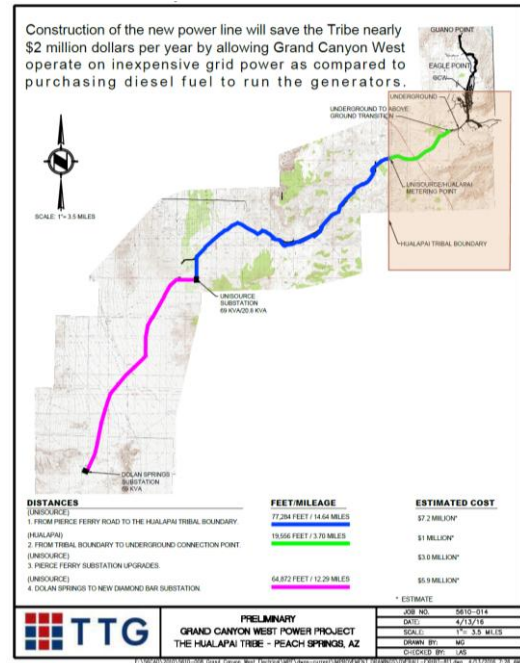 Construction of the new power line will save the Tribe nearly
$2 million dollars per year by allowing Grand Canyon West
operate on inexpensive grid power as compared to
purchasing diesel fuel to run the generators.
GUANO POINT
EAGLE POINT
GCW
UNDERGROUND
UNDERGROUND TO ABOVE
GROUND TRANSITION
UNISOURCE/HUALAPAI
METERING POINT
HUALAPAI TRIBAL BOUNDARY
SCALE: 1"= 3.5 MILES
UNISOURCE
SUBSTATION
69 KVA/20.8 KVA
DOLAN SPRINGS
SUBSTATION
69 KVA
DISTANCES FEET/MILEAGE ESTIMATED COST
(UNISOURCE)
1. FROM PIERCE FERRY ROAD TO THE HUALAPAI TRIBAL BOUNDARY. 77,284 FEET / 14.64 MILES $7.2 MILLION*
(HUALAPAI)
2. FROM TRIBAL BOUNDARY TO UNDERGROUND CONNECTION POINT. 19,556 FEET / 3.70 MILES $1 MILLION*
(UNISOURCE)
3. PIERCE FERRY SUBSTATION UPGRADES. $3.0 MILLION*
(UNISOURCE)
4. DOLAN SPRINGS TO NEW DIAMOND BAR SUBSTATION. 64,872 FEET / 12.29 MILES $5.9 MILLION*
* ESTIMATE
TTG
PRELIMINARY
GRAND CANYON WEST POWER PROJECT
THE HUALAPAI TRIBE - PEACH SPRINGS, AZ
JOB NO. 5610-014
DATE: 4/13/16
SCALE: 1"= 3.5 MILES
DRAWN BY: MG
CHECKED BY: LAS